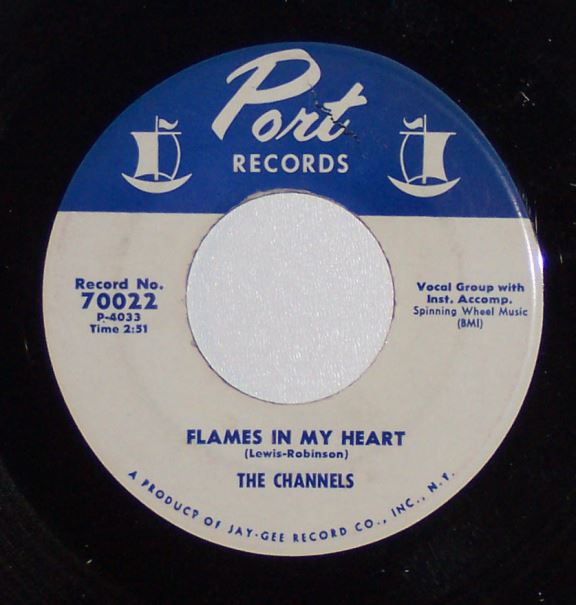 Port
RECORDS
Record No.
70022
P-4033
Time 2:51
Vocal Group with
Inst. Accomp.
Spinning Wheel Music
(BMI)
FLAMES IN MY HEART
(Lewis-Robinson)
THE CHANNELS
A PRODUCT OF JAY-GEE RECORD CO., INC., N.Y.